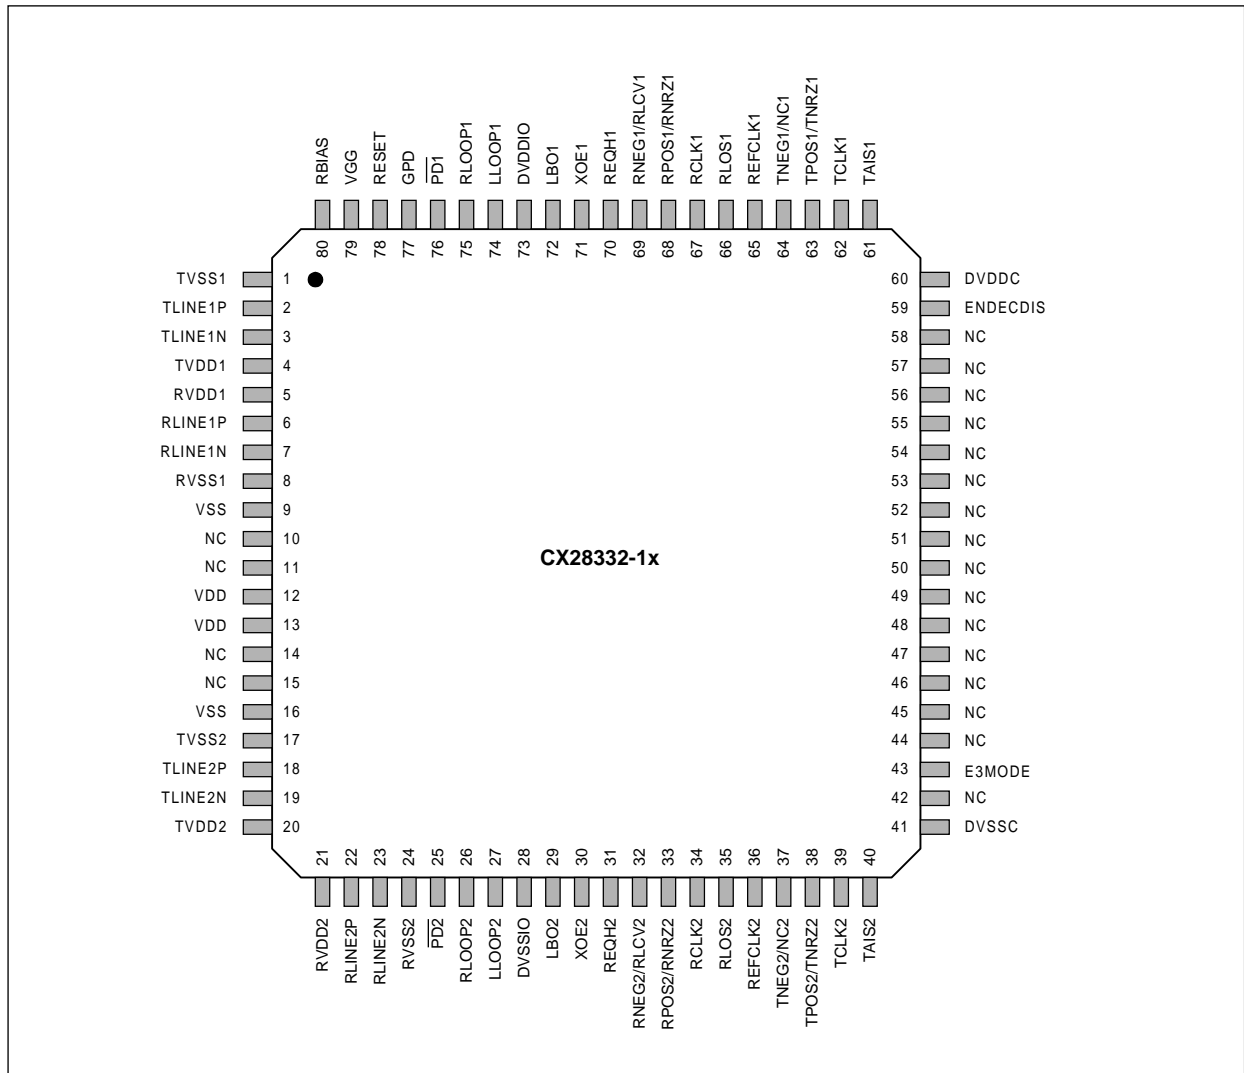 RBIAS
VGG
RESET
GPD
PD1
RLOOP1
LLOOP1
DVDDIO
LBO1
XOE1
REQH1
RNEG1/RLCV1
RPOS1/RNRZ1
RCLK1
RLOS1
REFCLK1
TNEG1/NC1
TPOS1/TNRZ1
TCLK1
TAIS1
80 79 78 77 76 75 74 73 72 71 70 69 68 67 66 65 64 63 62 61
TVSS1 1 60 DVDDC
TLINE1P 2 59 ENDECDIS
TLINE1N 3 58 NC
TVDD1 4 57 NC
RVDD1 5 56 NC
RLINE1P 6 55 NC
RLINE1N 7 54 NC
RVSS1 8 53 NC
VSS 9 52 NC
NC 10 51 NC
NC 11 50 NC
CX28332-1x
VDD 12 49 NC
VDD 13 48 NC
NC 14 47 NC
NC 15 46 NC
VSS 16 45 NC
TVSS2 17 44 NC
TLINE2P 18 43 E3MODE
TLINE2N 19 42 NC
TVDD2 20 41 DVSSC
21 22 23 24 25 26 27 28 29 30 31 32 33 34 35 36 37 38 39 40
RVDD2
RLINE2P
RLINE2N
RVSS2
PD2
RLOOP2
LLOOP2
DVSSIO
LBO2
XOE2
REQH2
RNEG2/RLCV2
RPOS2/RNRZ2
RCLK2
RLOS2
REFCLK2
TNEG2/NC2
TPOS2/TNRZ2
TCLK2
TAIS2